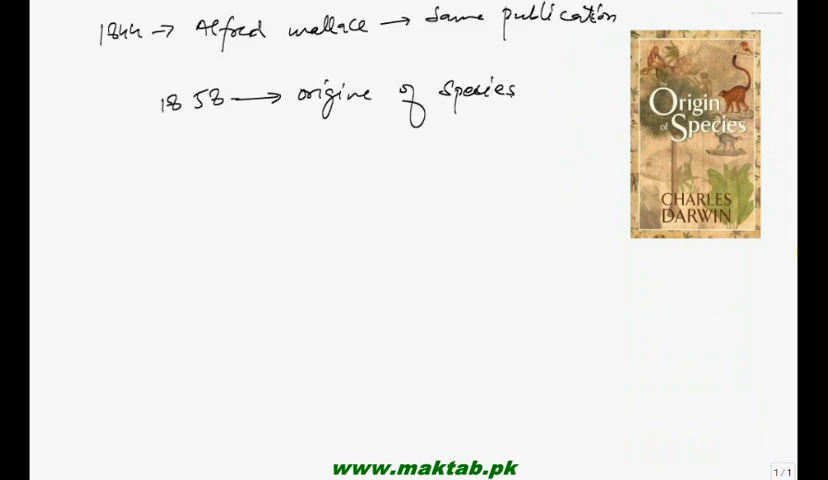 1844 → Alfred wallace → Same publication
1858 → origine of Species
Origin
of Species
CHARLES
DARWIN
www.maktab.pk
1 / 1